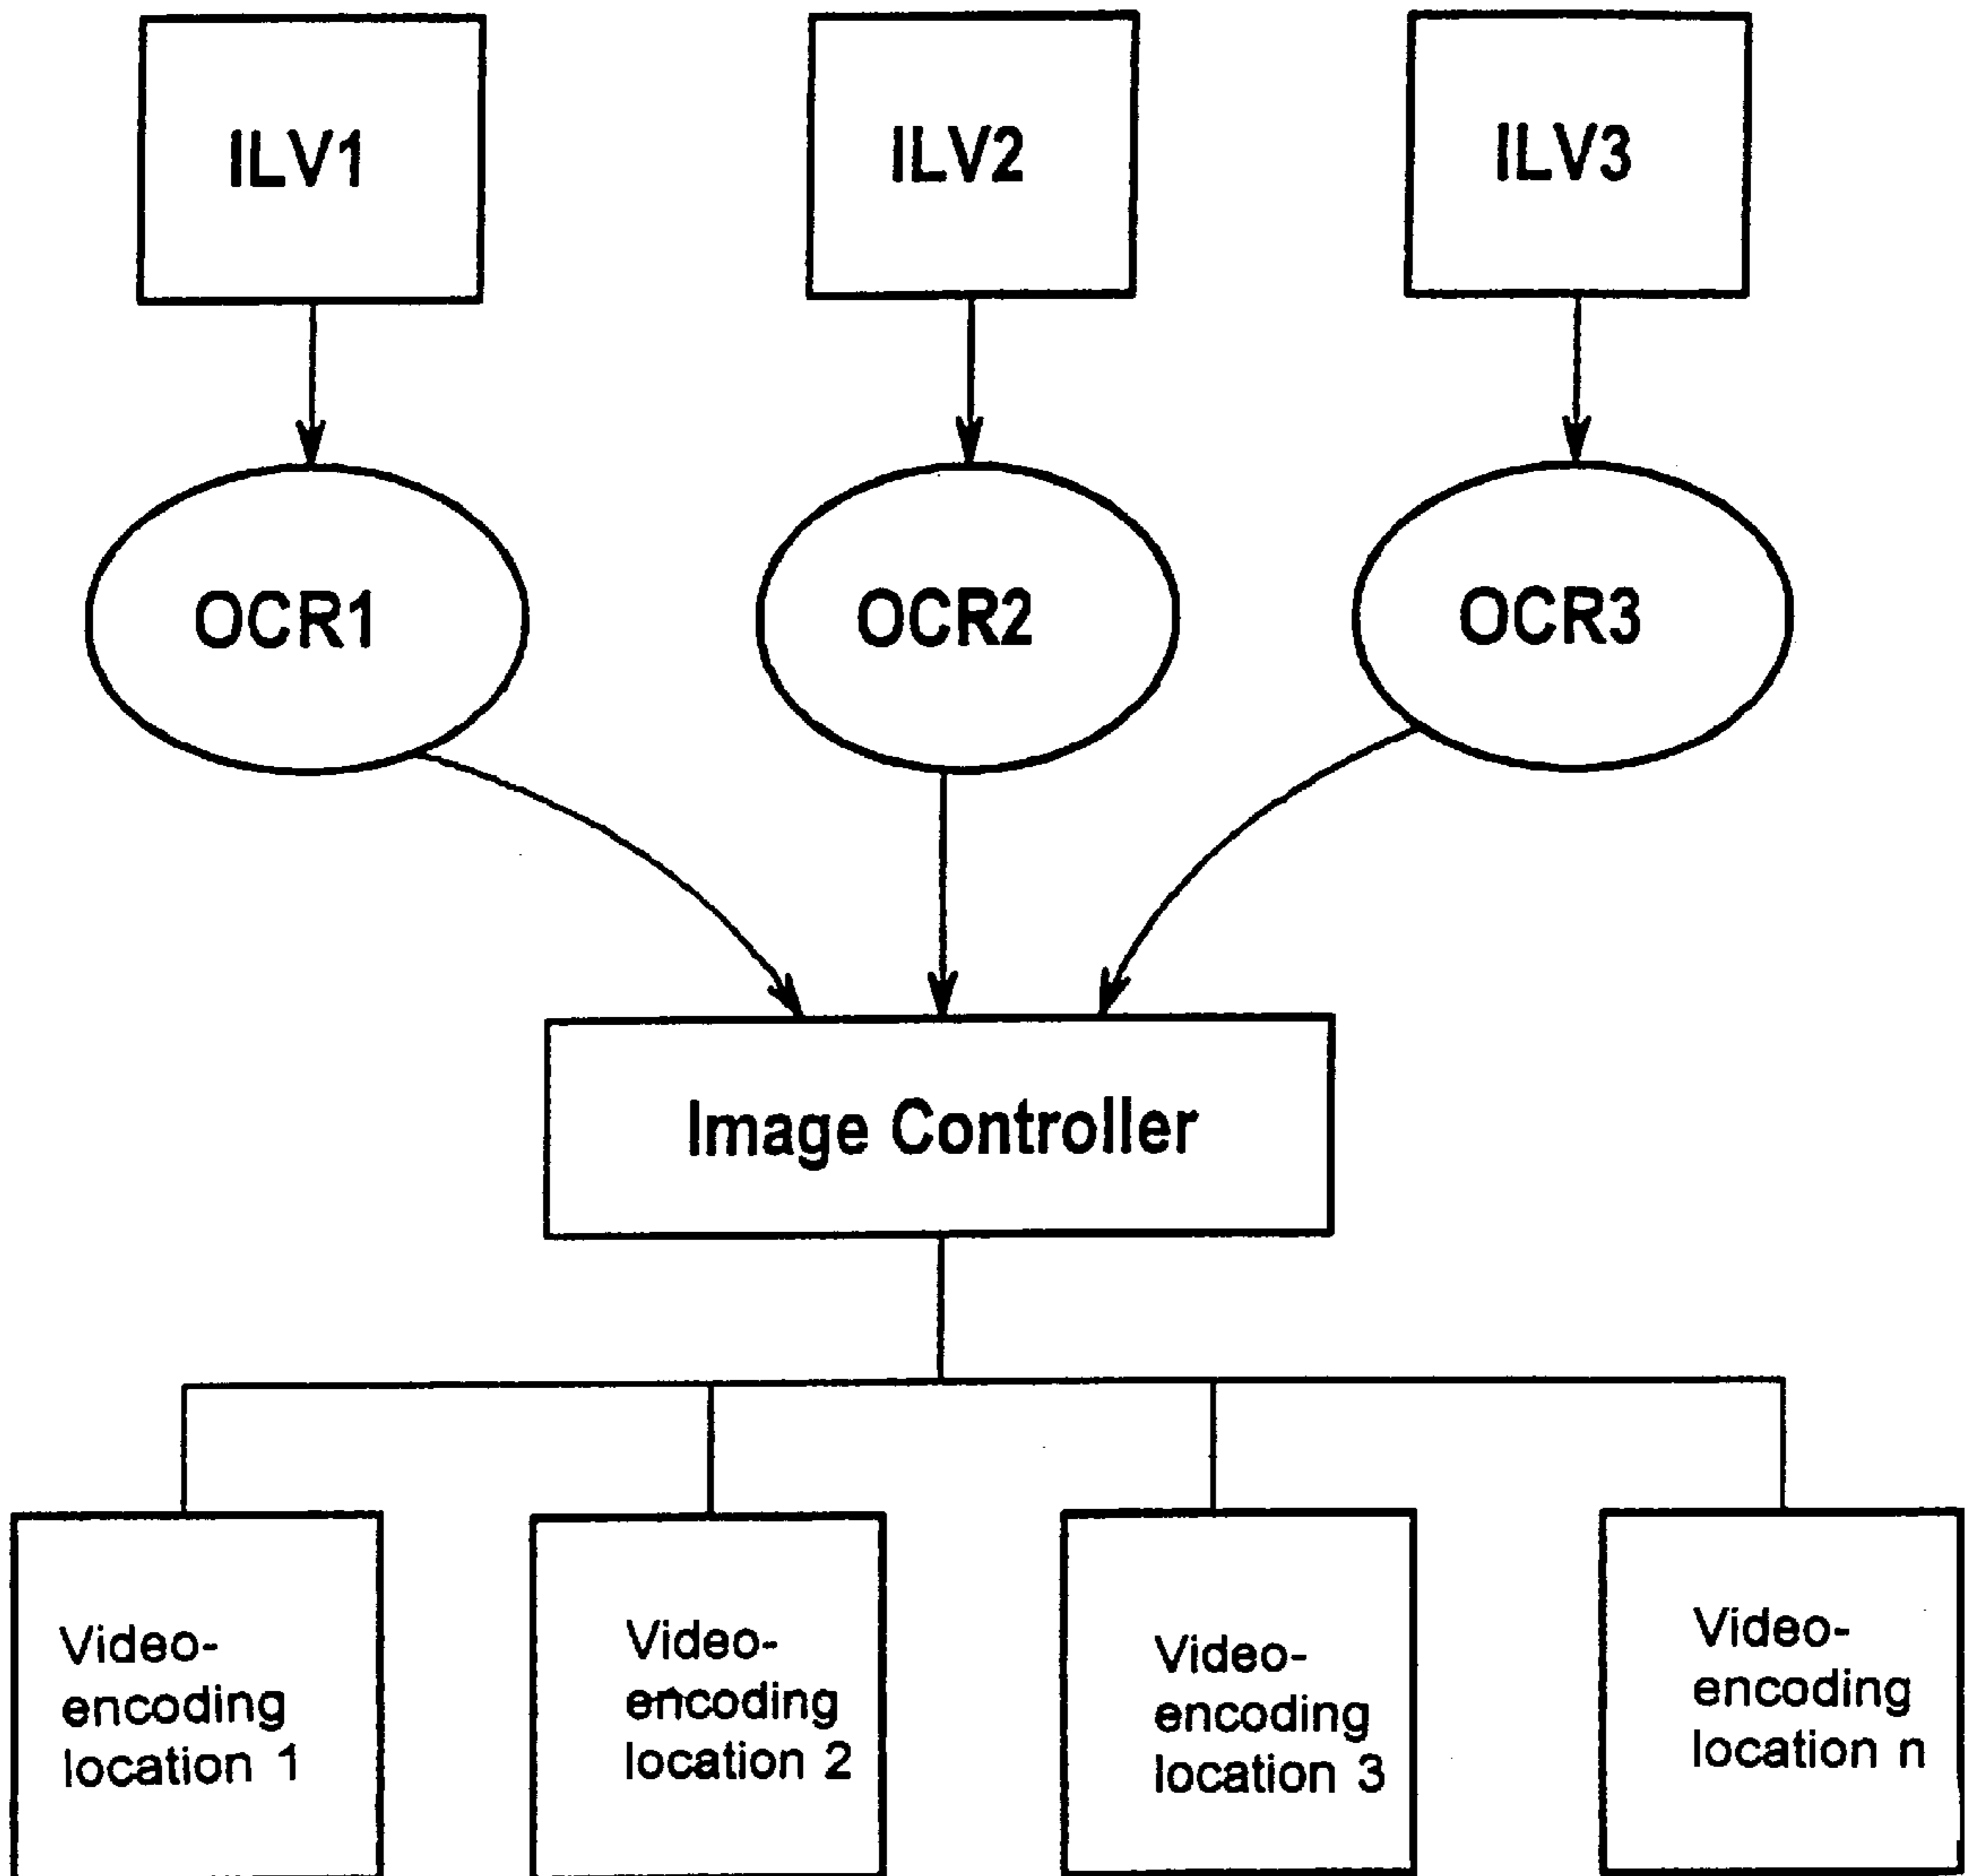 ILV1
ILV2
ILV3
OCR1
OCR2
OCR3
Image Controller
Video-
encoding
location 1
Video-
encoding
location 2
Video-
encoding
location 3
Video-
encoding
location n